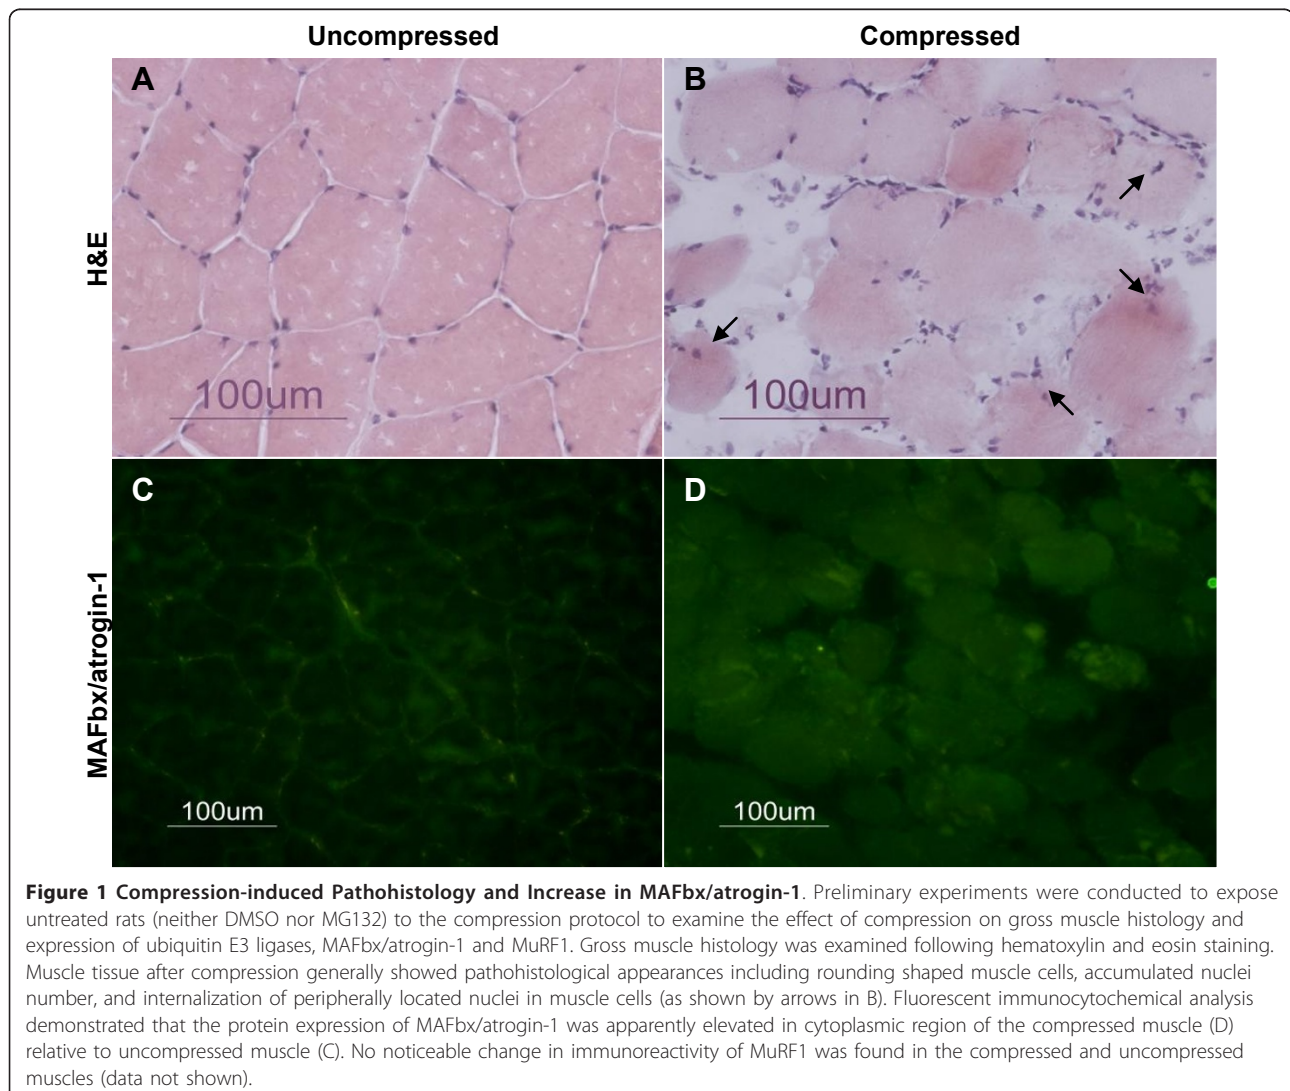 Uncompressed Compressed
A B
H&E
100um 100um
C D
MAFbx/atrogin-1
100um 100um
Figure 1 Compression-induced Pathohistology and Increase in MAFbx/atrogin-1. Preliminary experiments were conducted to expose
untreated rats (neither DMSO nor MG132) to the compression protocol to examine the effect of compression on gross muscle histology and
expression of ubiquitin E3 ligases, MAFbx/atrogin-1 and MuRF1. Gross muscle histology was examined following hematoxylin and eosin staining.
Muscle tissue after compression generally showed pathohistological appearances including rounding shaped muscle cells, accumulated nuclei
number, and internalization of peripherally located nuclei in muscle cells (as shown by arrows in B). Fluorescent immunocytochemical analysis
demonstrated that the protein expression of MAFbx/atrogin-1 was apparently elevated in cytoplasmic region of the compressed muscle (D)
relative to uncompressed muscle (C). No noticeable change in immunoreactivity of MuRF1 was found in the compressed and uncompressed
muscles (data not shown).